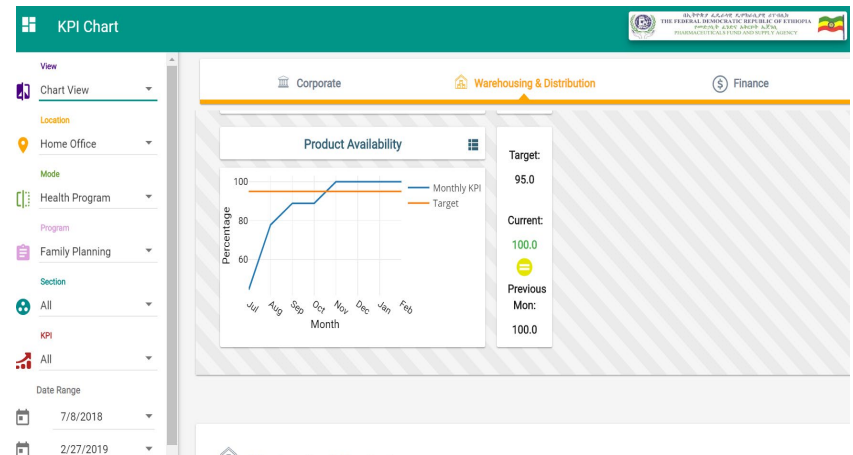 KPI Chart
THE FEDERAL DEMOCRATIC REPUBLIC OF ETHIOPIA
PHARMACEUTICALS FUND AND SUPPLY AGENCY
View
Chart View
Location
Home Office
Mode
Health Program
Program
Family Planning
Section
All
KPI
All
Date Range
7/8/2018
2/27/2019
Corporate
Warehousing & Distribution
Finance
Product Availability
100
80
60
Percentage
Jul
Aug
Sep
Oct
Nov
Dec
Jan
Feb
Month
Monthly KPI
Target
Target:
95.0
Current:
100.0
Previous
Mon:
100.0